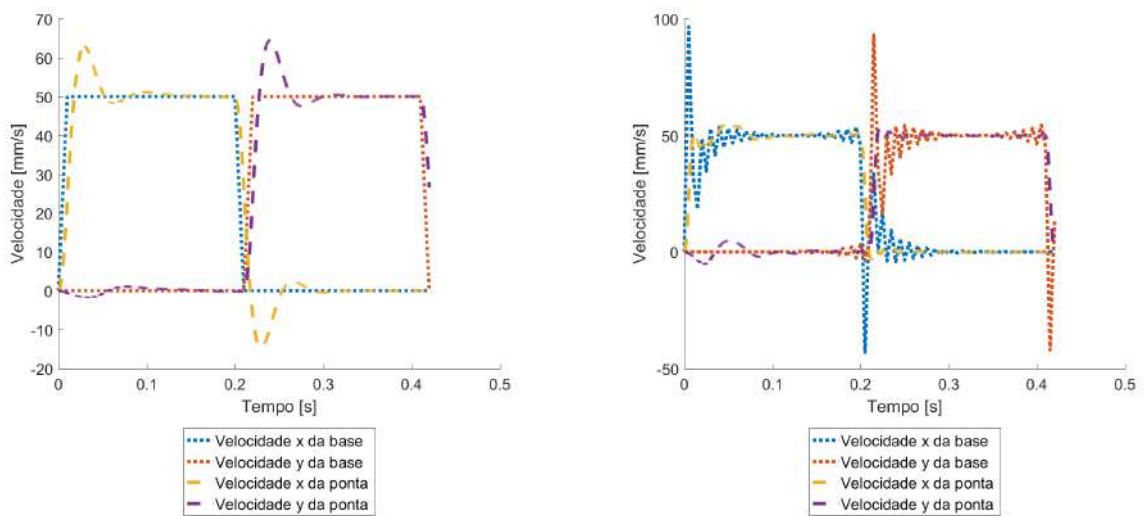 70
60
50
40
30
20
10
0
-10
-20
Velocidade [mm/s]
0
0.1
0.2
0.3
0.4
0.5
Tempo [s]
Velocidade x da base
Velocidade y da base
Velocidade x da ponta
Velocidade y da ponta
100
50
0
-50
Velocidade [mm/s]
0
0.1
0.2
0.3
0.4
0.5
Tempo [s]
Velocidade x da base
Velocidade y da base
Velocidade x da ponta
Velocidade y da ponta